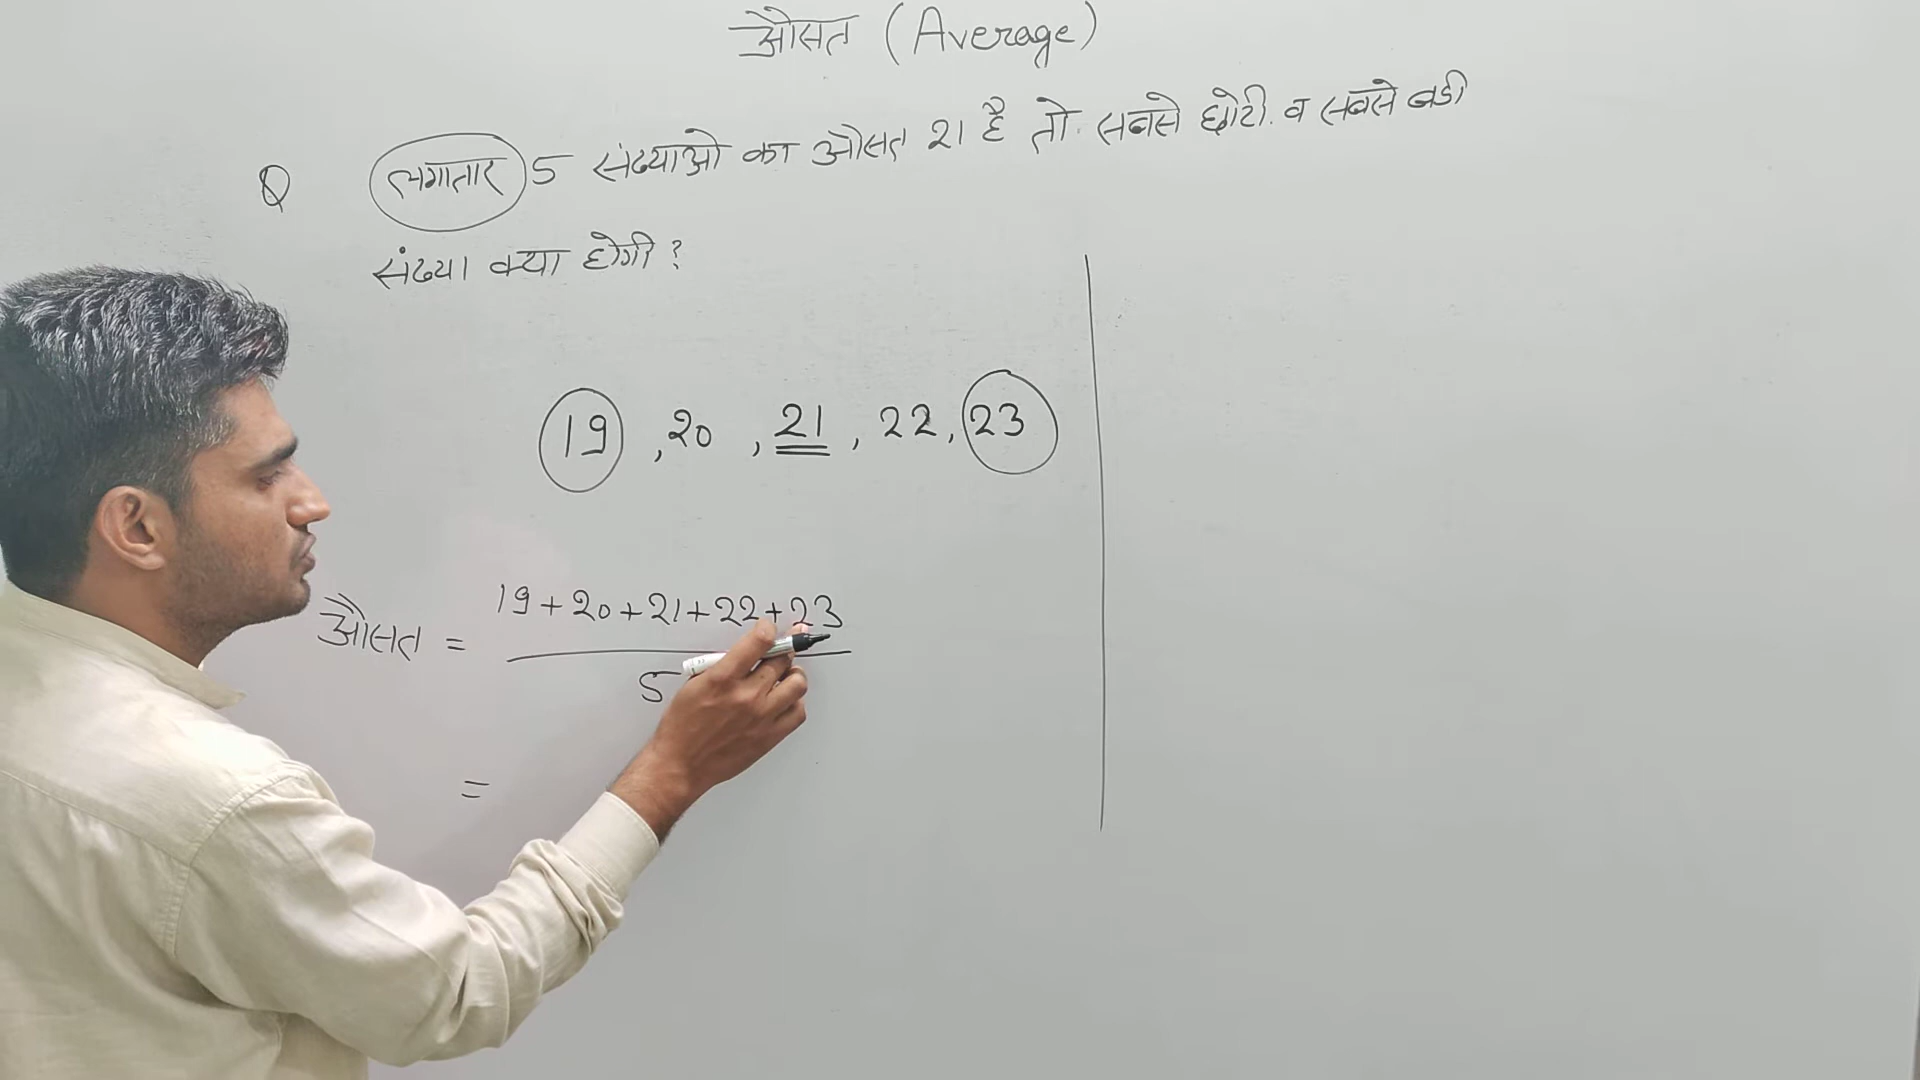 औसत (Average)
Q लगातार 5 संख्याओ का औसत 21 है तो सबसे छोटी व सबसे बडी
संख्या क्या होगी ?
19 , 20 , 21 , 22 , 23
औसत = 19 + 20 + 21 + 22 + 23
5
=